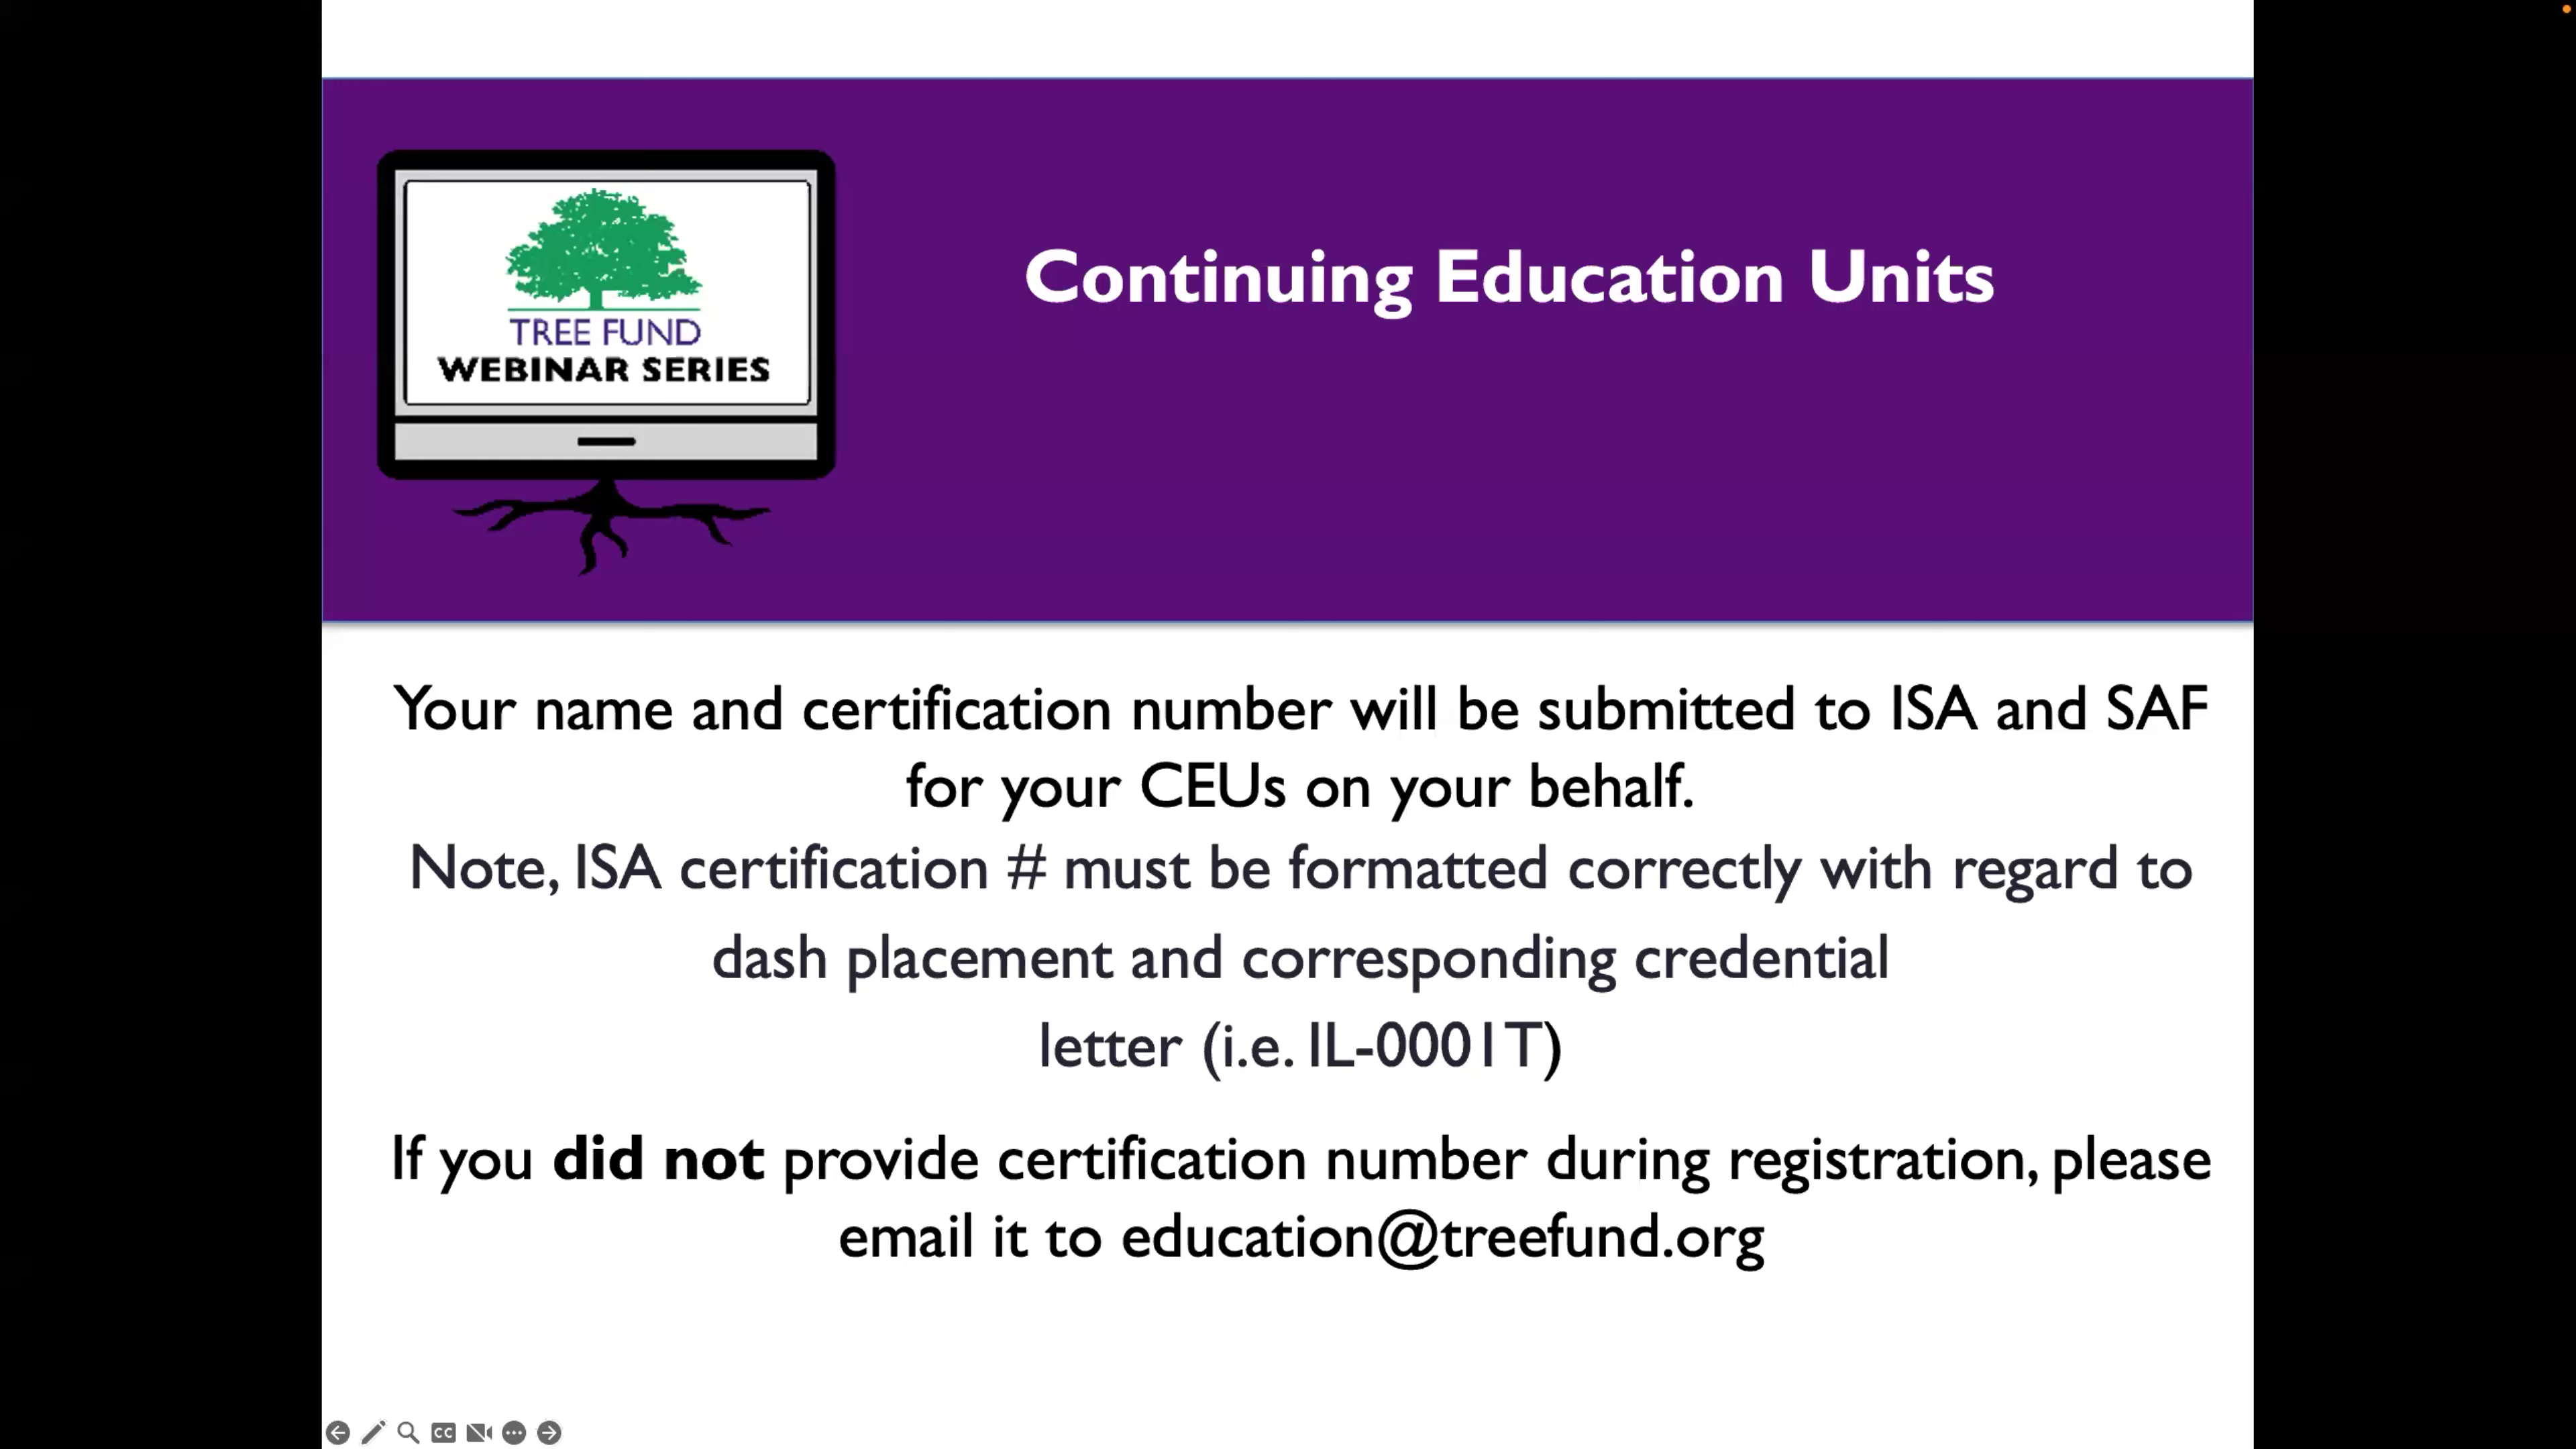 TREE FUND
WEBINAR SERIES
Continuing Education Units
Your name and certification number will be submitted to ISA and SAF
for your CEUs on your behalf.
Note, ISA certification # must be formatted correctly with regard to
dash placement and corresponding credential
letter (i.e. IL-0001T)
If you did not provide certification number during registration, please
email it to education@treefund.org
CC